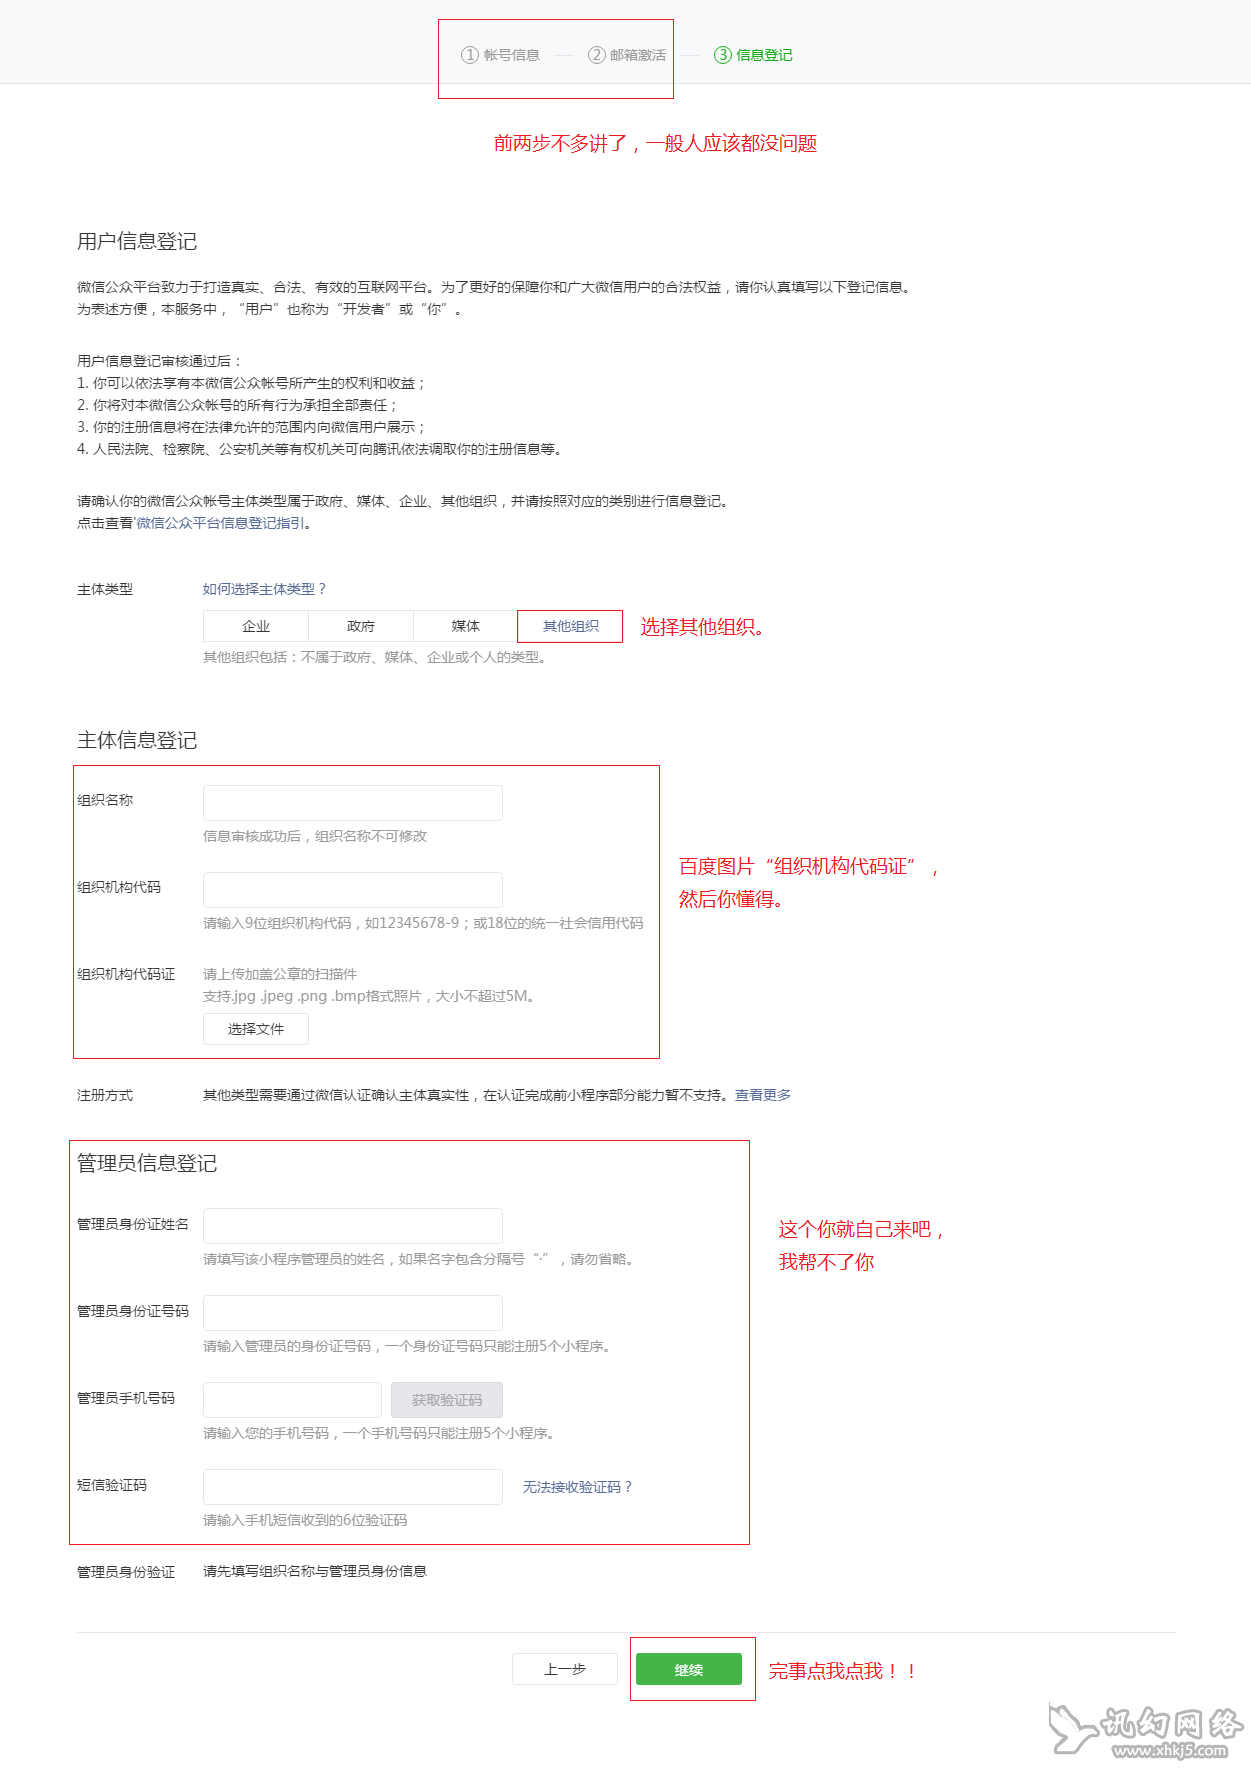 ① 帐号信息 ② 邮箱激活 ③ 信息登记
前两步不多讲了，一般人应该都没问题
用户信息登记
微信公众平台致力于打造真实、合法、有效的互联网平台。为了更好的保障你和广大微信用户的合法权益，请你认真填写以下登记信息。
为表述方便，本服务中，“用户”也称为“开发者”或“你”。
用户信息登记审核通过后：
1. 你可以依法享有本微信公众帐号所产生的权利和收益；
2. 你将对本微信公众帐号的所有行为承担全部责任；
3. 你的注册信息将在法律允许的范围内向微信用户展示；
4. 人民法院、检察院、公安机关等有权机关可向腾讯依法调取你的注册信息等。
请确认你的微信公众帐号主体类型属于政府、媒体、企业、其他组织，并请按照对应的类别进行信息登记。
点击查看'微信公众平台信息登记指引。
主体类型 如何选择主体类型？
企业 政府 媒体 其他组织 选择其他组织。
其他组织包括：不属于政府、媒体、企业或个人的类型。
主体信息登记
组织名称
信息审核成功后，组织名称不可修改
百度图片“组织机构代码证”，
然后你懂得。
组织机构代码
请输入9位组织机构代码，如12345678-9；或18位的统一社会信用代码
组织机构代码证 请上传加盖公章的扫描件
支持.jpg .jpeg .png .bmp格式照片，大小不超过5M。
选择文件
注册方式 其他类型需要通过微信认证确认主体真实性，在认证完成前小程序部分能力暂不支持。查看更多
管理员信息登记
管理员身份证姓名
请填写该小程序管理员的姓名，如果名字包含分隔号“·”，请勿省略。
这个你就自己来吧，
我帮不了你
管理员身份证号码
请输入管理员的身份证号码，一个身份证号码只能注册5个小程序。
管理员手机号码 获取验证码
请输入您的手机号码，一个手机号码只能注册5个小程序。
短信验证码 无法接收验证码？
请输入手机短信收到的6位验证码
管理员身份验证 请先填写组织名称与管理员身份信息
上一步 继续 完事点我点我！！
讯幻网络
www.xhkj5.com